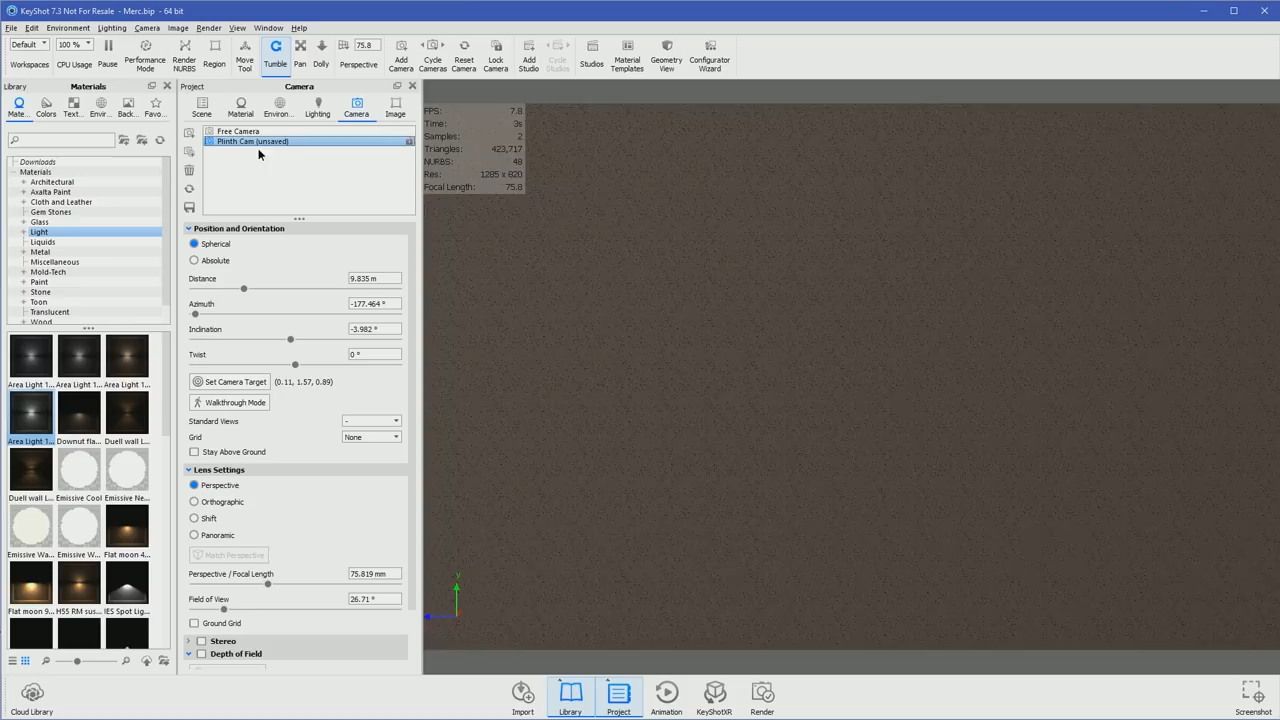 KeyShot 7.3 Not For Resale - Merc.bip - 64 bit
File Edit Environment Lighting Camera Image Render View Window Help
Default 100 % 75.8
Workspaces CPU Usage Pause Performance Mode Render NURBS Region Move Tool Tumble Pan Dolly Perspective Add Camera Cycle Cameras Reset Camera Lock Camera Add Studio Cycle Studios Studios Material Templates Geometry View Configurator Wizard
Library Materials
Mate... Colors Text... Envir... Back... Favo...
Downloads
Materials
Architectural
Axalta Paint
Cloth and Leather
Gem Stones
Glass
Light
Liquids
Metal
Miscellaneous
Mold-Tech
Paint
Stone
Toon
Translucent
Wood
Area Light 1... Area Light 1... Area Light 1...
Area Light 1... Downut fla... Duell wall L...
Duell wall L... Emissive Cool Emissive Ne...
Emissive Wa... Emissive W... Flat moon 4...
Flat moon 9... H55 RM sus... IES Spot Lig...
Project Camera
Scene Material Environ... Lighting Camera Image
Free Camera
Plinth Cam (unsaved)
Position and Orientation
Spherical
Absolute
Distance 9.835 m
Azimuth -177.464 °
Inclination -3.982 °
Twist 0 °
Set Camera Target (0.11, 1.57, 0.89)
Walkthrough Mode
Standard Views -
Grid None
Stay Above Ground
Lens Settings
Perspective
Orthographic
Shift
Panoramic
Match Perspective
Perspective / Focal Length 75.819 mm
Field of View 26.71 °
Ground Grid
Stereo
Depth of Field
FPS: 7.8
Time: 3s
Samples: 2
Triangles: 423,717
NURBS: 48
Res: 1285 x 820
Focal Length: 75.8
y
Cloud Library Import Library Project Animation KeyShotXR Render Screenshot